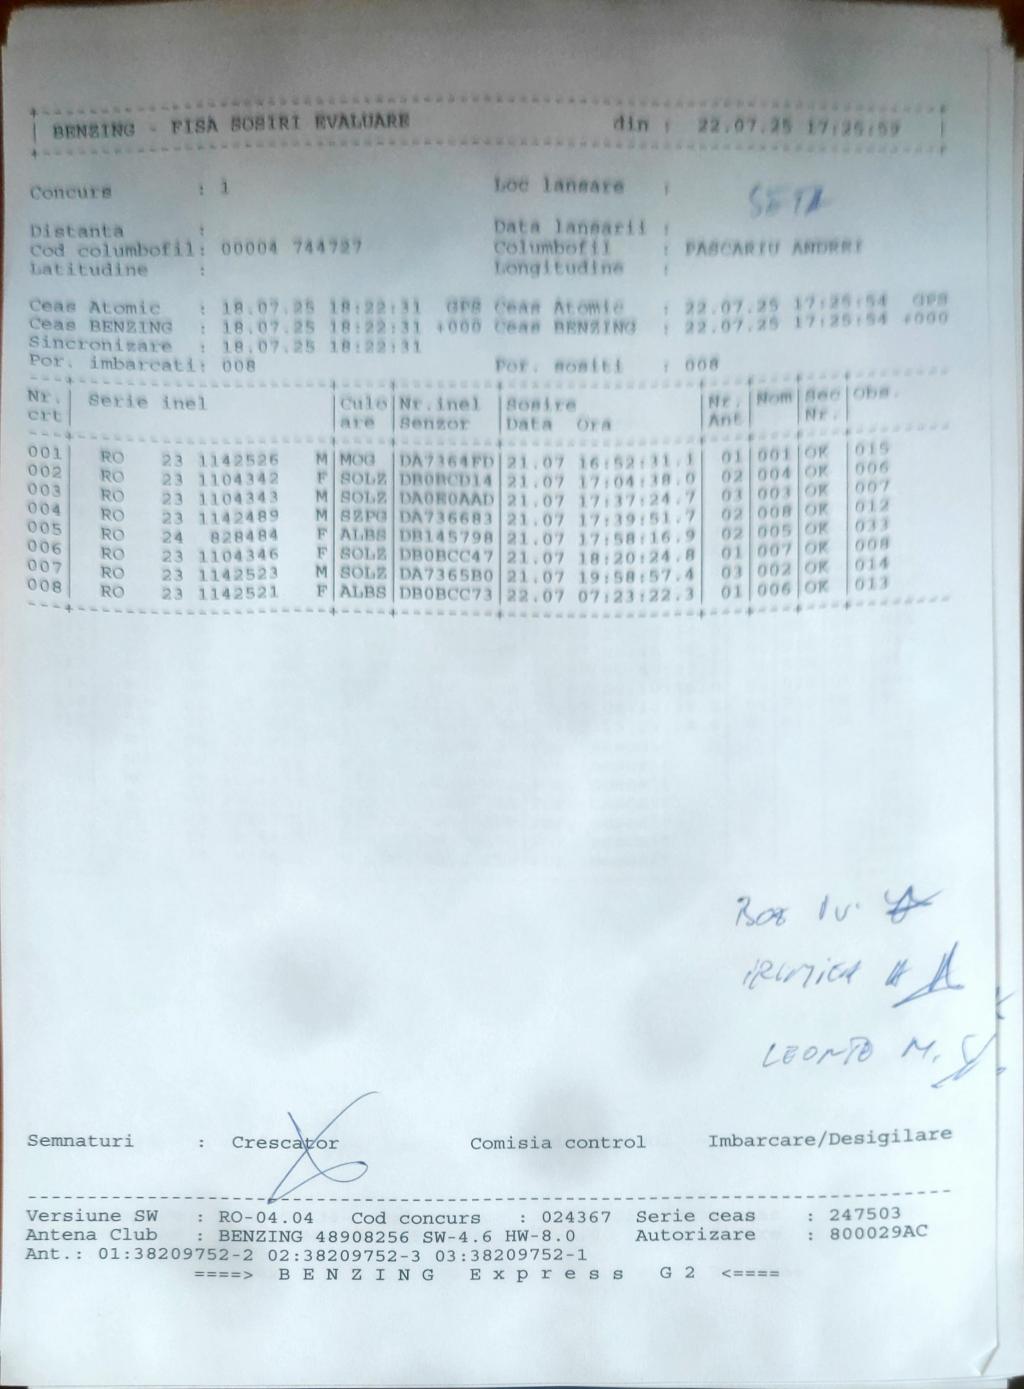 BENZING - FISA SOSIRI EVALUARE din : 22.07.25 17:25:59
Concurs : 1 Loc lansare :
SETA
Distanta : Data lansarii :
Cod columbofil: 00004 744727 Columbofil : PASCARIU ANDREI
Latitudine : Longitudine :
Ceas Atomic : 18.07.25 18:22:31 GPS Ceas Atomic : 22.07.25 17:25:54 GPS
Ceas BENZING : 18.07.25 18:22:31 +000 Ceas BENZING : 22.07.25 17:25:54 +000
Sincronizare : 18.07.25 18:22:31
Por. imbarcati: 008 Por. sositi : 008
Nr. | Serie inel | Culo | Nr.inel | Sosire | Nr. | Nom | Sec | Obs.
crt | | are | Senzor | Data Ora | Ant | | Nr. |
001 | RO 23 1142526 M | MOG | DA7364FD | 21.07 16:52:31.1 | 01 | 001 | OK | 015
002 | RO 23 1104342 F | SOLZ | DB0BCD14 | 21.07 17:04:38.0 | 02 | 004 | OK | 006
003 | RO 23 1104343 M | SOLZ | DA0E0AAD | 21.07 17:37:24.7 | 03 | 003 | OK | 007
004 | RO 23 1142489 M | SZPG | DA736683 | 21.07 17:39:51.7 | 02 | 008 | OK | 012
005 | RO 24 828484 F | ALBS | DB145798 | 21.07 17:58:16.9 | 02 | 005 | OK | 033
006 | RO 23 1104346 F | SOLZ | DB0BCC47 | 21.07 18:20:24.8 | 01 | 007 | OK | 008
007 | RO 23 1142523 M | SOLZ | DA7365B0 | 21.07 19:58:57.4 | 03 | 002 | OK | 014
008 | RO 23 1142521 F | ALBS | DB0BCC73 | 22.07 07:23:22.3 | 01 | 006 | OK | 013
LEONTE M.
Semnaturi : Crescator Comisia control Imbarcare/Desigilare
Versiune SW : RO-04.04 Cod concurs : 024367 Serie ceas : 247503
Antena Club : BENZING 48908256 SW-4.6 HW-8.0 Autorizare : 800029AC
Ant.: 01:38209752-2 02:38209752-3 03:38209752-1
====> B E N Z I N G E x p r e s s G 2 <====